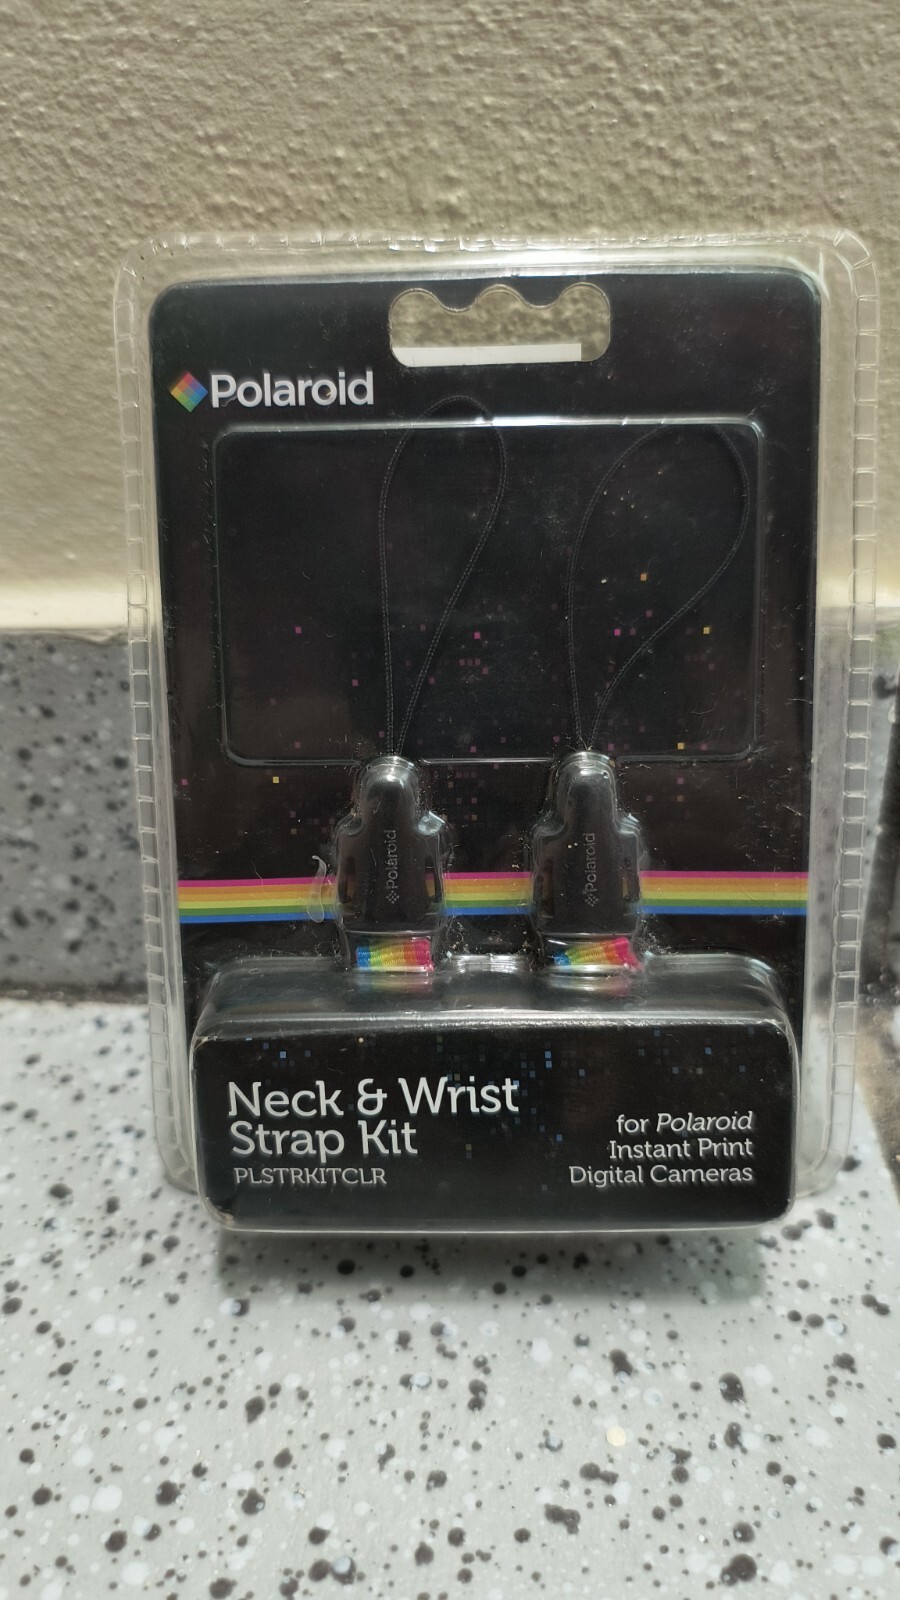 Polaroid
Polaroid
Polaroid
Neck & Wrist
Strap Kit
PLSTRKITCLR
for Polaroid
Instant Print
Digital Cameras